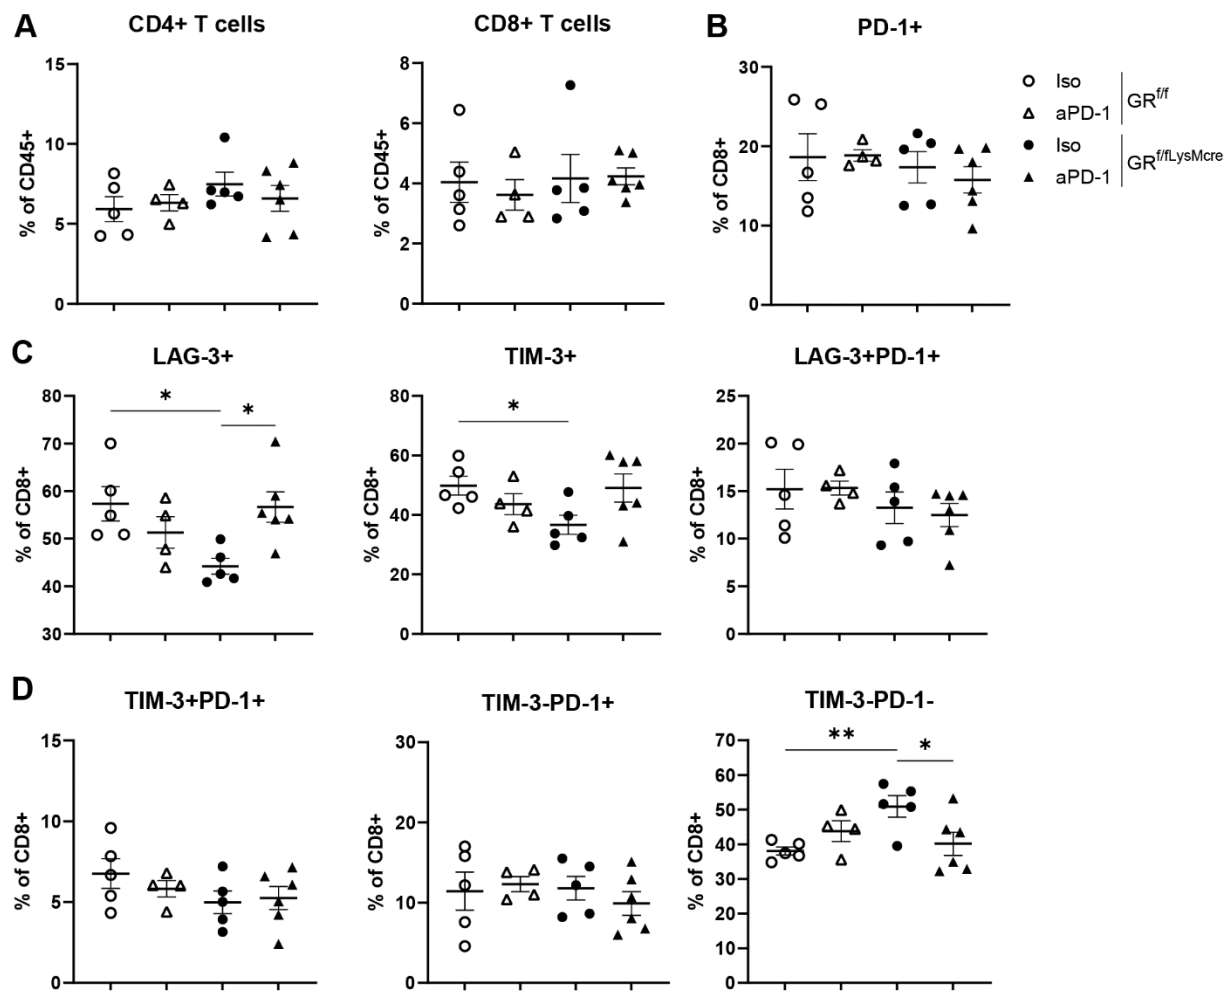 A
CD4+ T cells
% of CD45+
15
10
5
0
CD8+ T cells
% of CD45+
8
6
4
2
0
B
PD-1+
% of CD8+
30
20
10
0
Iso
aPD-1
GRf/f
Iso
aPD-1
GRf/fLysMcre
C
LAG-3+
% of CD8+
80
70
60
50
40
30
*
*
TIM-3+
% of CD8+
80
60
40
20
0
*
LAG-3+PD-1+
% of CD8+
25
20
15
10
5
0
D
TIM-3+PD-1+
% of CD8+
15
10
5
0
TIM-3-PD-1+
% of CD8+
30
20
10
0
TIM-3-PD-1-
% of CD8+
70
60
50
40
30
20
10
0
**
*